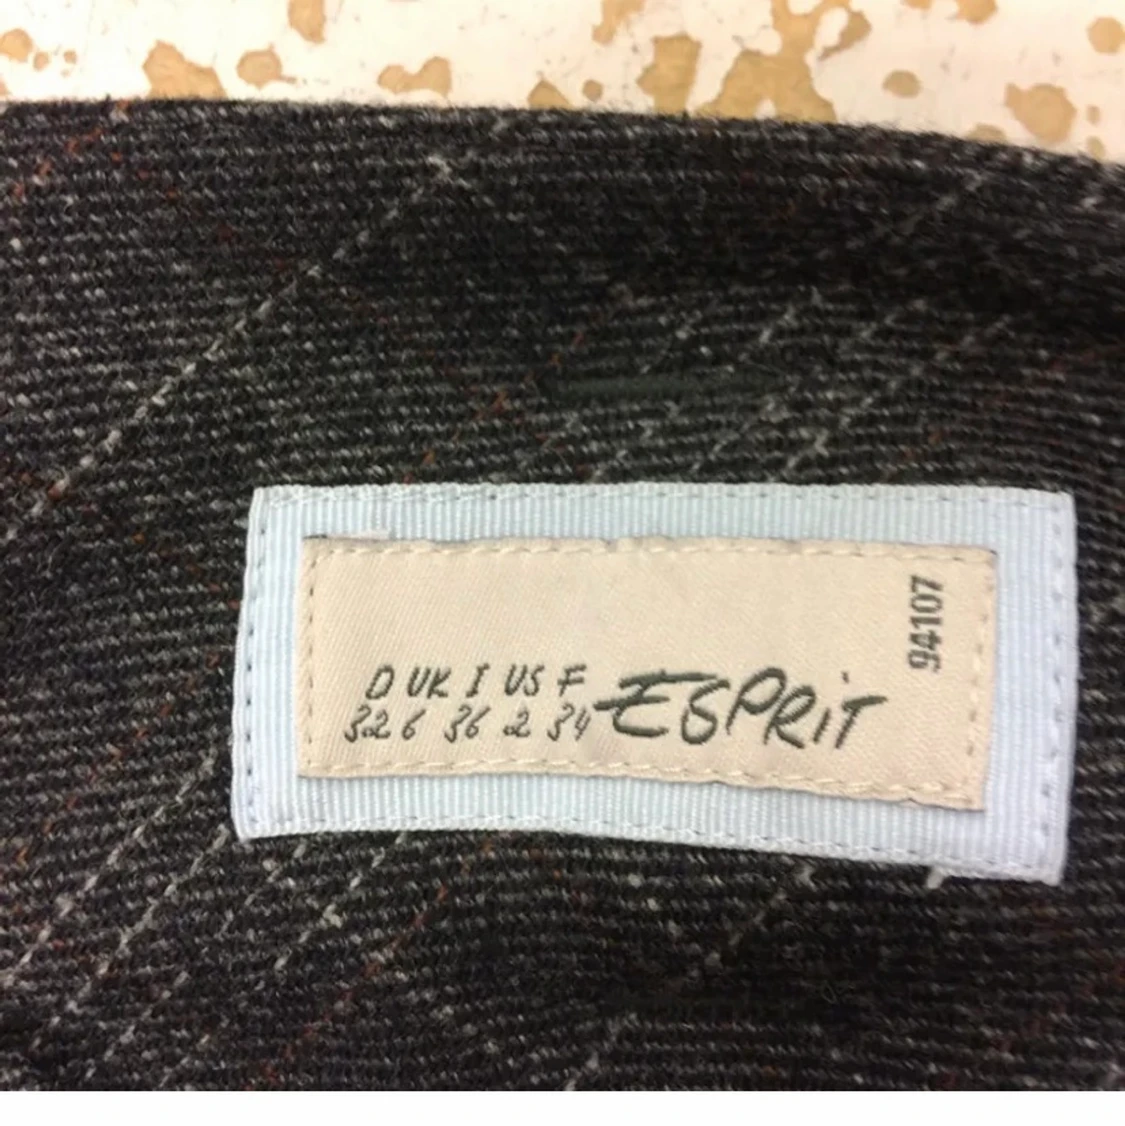 94107
D UK I US F
32 6 36 2 34
ESPRiT